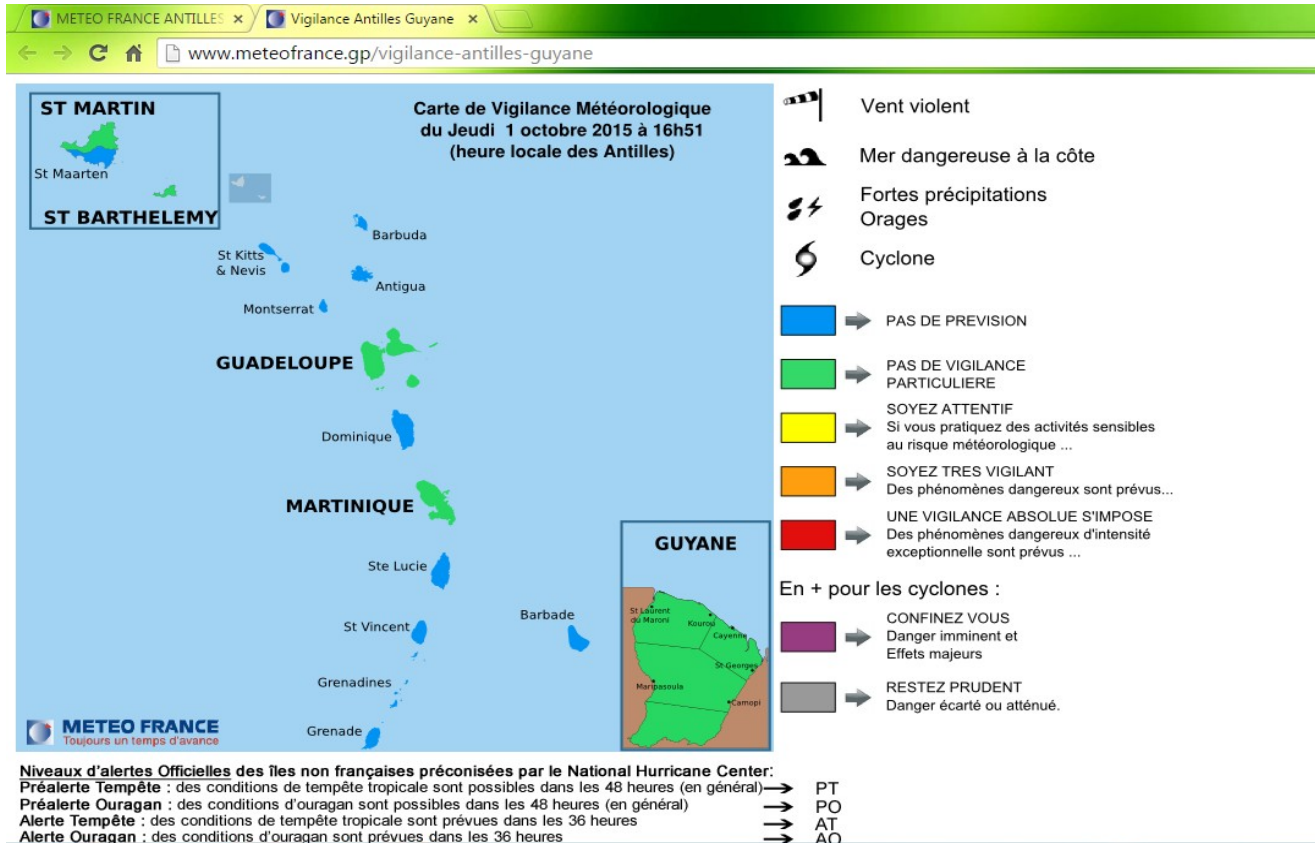 METEO FRANCE ANTILLES
Vigilance Antilles Guyane
www.meteofrance.gp/vigilance-antilles-guyane
ST MARTIN
St Maarten
ST BARTHELEMY
Carte de Vigilance Météorologique
du Jeudi 1 octobre 2015 à 16h51
(heure locale des Antilles)
Barbuda
St Kitts
& Nevis
Antigua
Montserrat
GUADELOUPE
Dominique
MARTINIQUE
Ste Lucie
St Vincent
Barbade
Grenadines
Grenade
GUYANE
St Laurent
du Maroni
Kourou
Cayenne
St Georges
Maripasoula
Camopi
METEO FRANCE
Toujours un temps d'avance
Vent violent
Mer dangereuse à la côte
Fortes précipitations
Orages
Cyclone
PAS DE PREVISION
PAS DE VIGILANCE
PARTICULIERE
SOYEZ ATTENTIF
Si vous pratiquez des activités sensibles
au risque météorologique ...
SOYEZ TRES VIGILANT
Des phénomènes dangereux sont prévus...
UNE VIGILANCE ABSOLUE S'IMPOSE
Des phénomènes dangereux d'intensité
exceptionnelle sont prévus ...
En + pour les cyclones :
CONFINEZ VOUS
Danger imminent et
Effets majeurs
RESTEZ PRUDENT
Danger écarté ou atténué.
Niveaux d'alertes Officielles des îles non françaises préconisées par le National Hurricane Center:
Préalerte Tempête : des conditions de tempête tropicale sont possibles dans les 48 heures (en général) PT
Préalerte Ouragan : des conditions d'ouragan sont possibles dans les 48 heures (en général) PO
Alerte Tempête : des conditions de tempête tropicale sont prévues dans les 36 heures AT
Alerte Ouragan : des conditions d'ouragan sont prévues dans les 36 heures AO